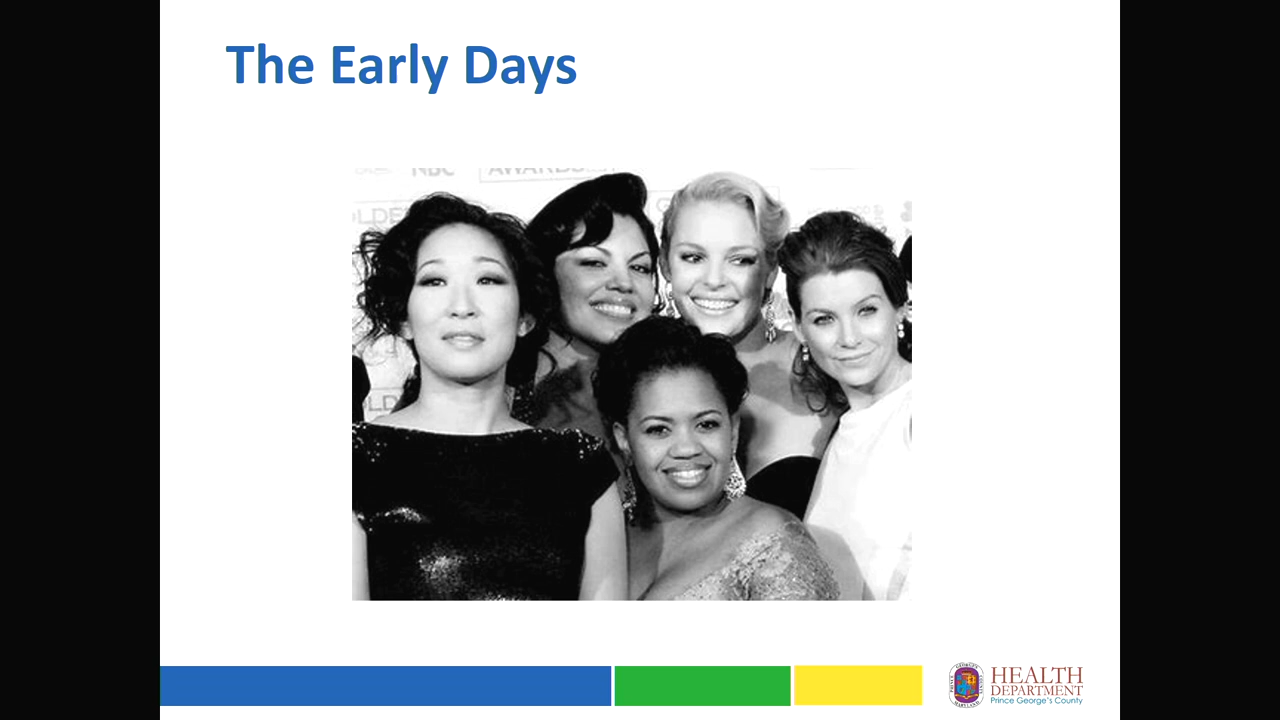 The Early Days
NBC
AWARDS
HEALTH
DEPARTMENT
Prince George's County